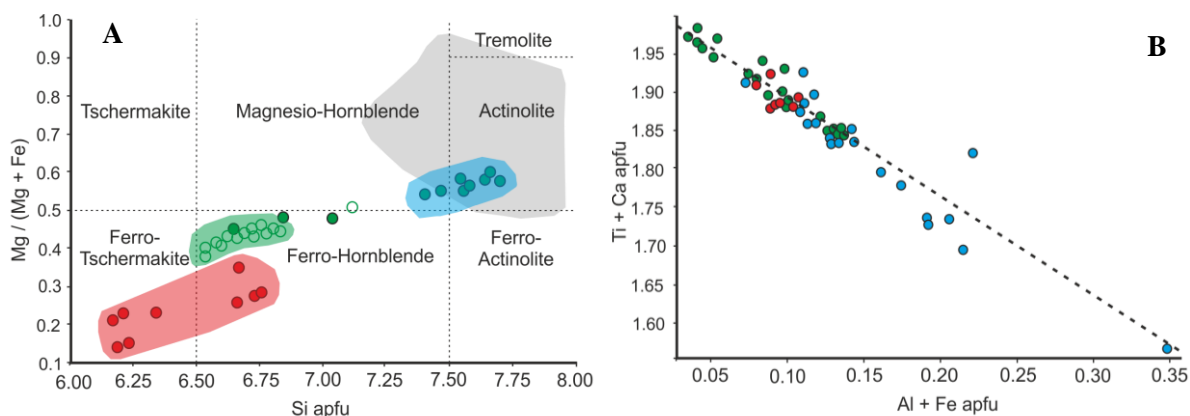 A
Mg / (Mg + Fe)
1.0
0.9
0.8
0.7
0.6
0.5
0.4
0.3
0.2
0.1
Tremolite
Tschermakite
Magnesio-Hornblende
Actinolite
Ferro-
Tschermakite
Ferro-Hornblende
Ferro-
Actinolite
6.00 6.25 6.50 6.75 7.00 7.25 7.50 7.75 8.00
Si apfu
B
Ti + Ca apfu
1.95
1.90
1.85
1.80
1.70
1.60
1.55
0.05 0.10 0.15 0.20 0.25 0.30 0.35
Al + Fe apfu